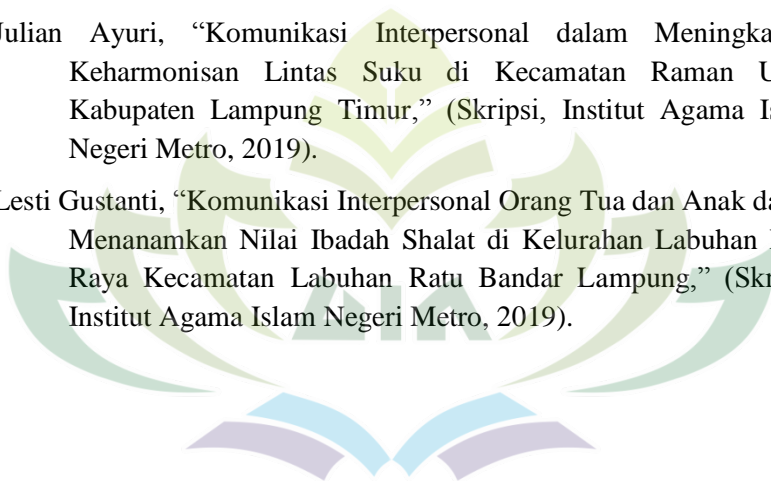 Julian Ayuri, “Komunikasi Interpersonal dalam Meningka
Keharmonisan Lintas Suku di Kecamatan Raman U
Kabupaten Lampung Timur,” (Skripsi, Institut Agama Is
Negeri Metro, 2019).
Lesti Gustanti, “Komunikasi Interpersonal Orang Tua dan Anak da
Menanamkan Nilai Ibadah Shalat di Kelurahan Labuhan
Raya Kecamatan Labuhan Ratu Bandar Lampung,” (Skr
Institut Agama Islam Negeri Metro, 2019).